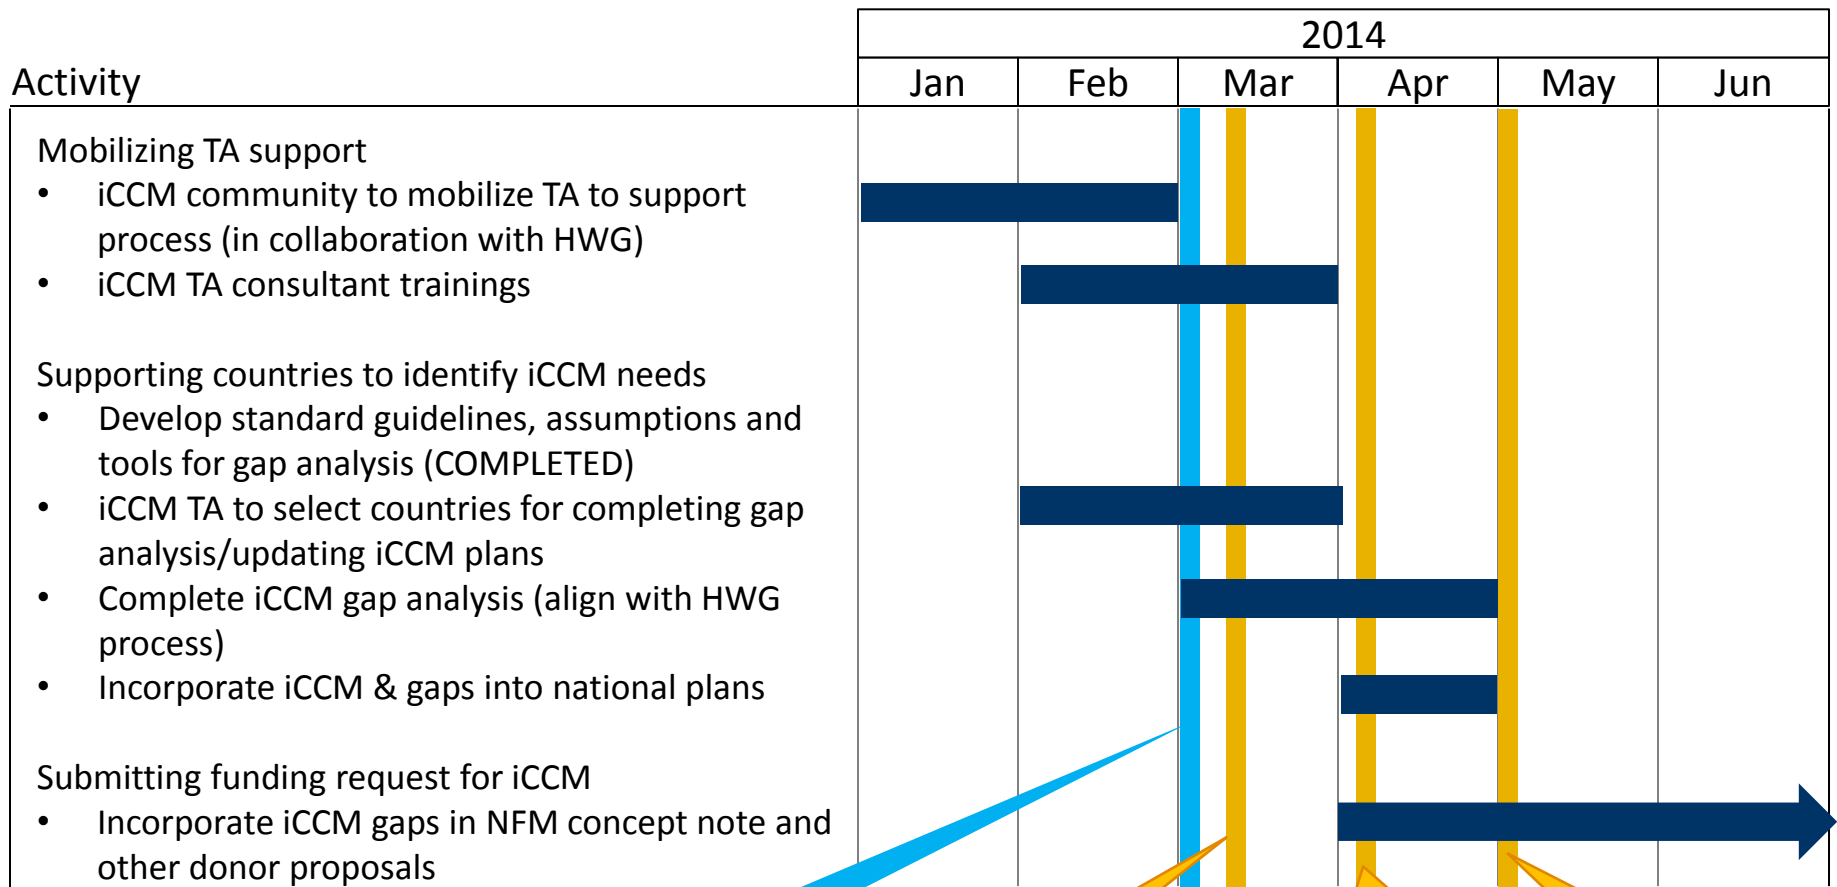 2014
Activity Jan Feb Mar Apr May Jun
Mobilizing TA support
• iCCM community to mobilize TA to support
process (in collaboration with HWG)
• iCCM TA consultant trainings
Supporting countries to identify iCCM needs
• Develop standard guidelines, assumptions and
tools for gap analysis (COMPLETED)
• iCCM TA to select countries for completing gap
analysis/updating iCCM plans
• Complete iCCM gap analysis (align with HWG
process)
• Incorporate iCCM & gaps into national plans
Submitting funding request for iCCM
• Incorporate iCCM gaps in NFM concept note and
other donor proposals